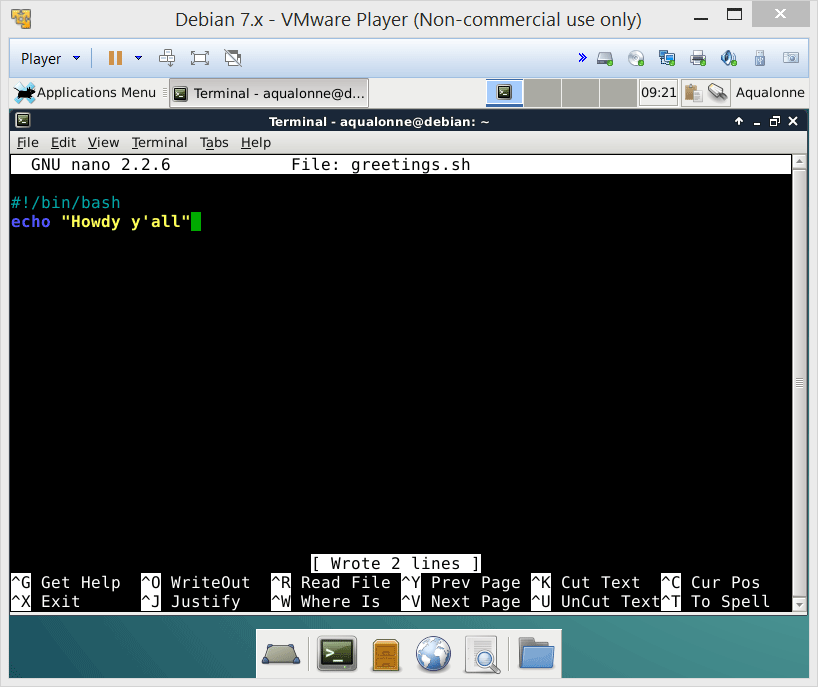 Debian 7.x - VMware Player (Non-commercial use only)
Player
Applications Menu
Terminal - aqualonne@d...
09:21
Aqualonne
Terminal - aqualonne@debian: ~
File Edit View Terminal Tabs Help
GNU nano 2.2.6 File: greetings.sh
#!/bin/bash
echo "Howdy y'all"
[ Wrote 2 lines ]
^G Get Help ^O WriteOut ^R Read File ^Y Prev Page ^K Cut Text ^C Cur Pos
^X Exit ^J Justify ^W Where Is ^V Next Page ^U UnCut Text^T To Spell
>_